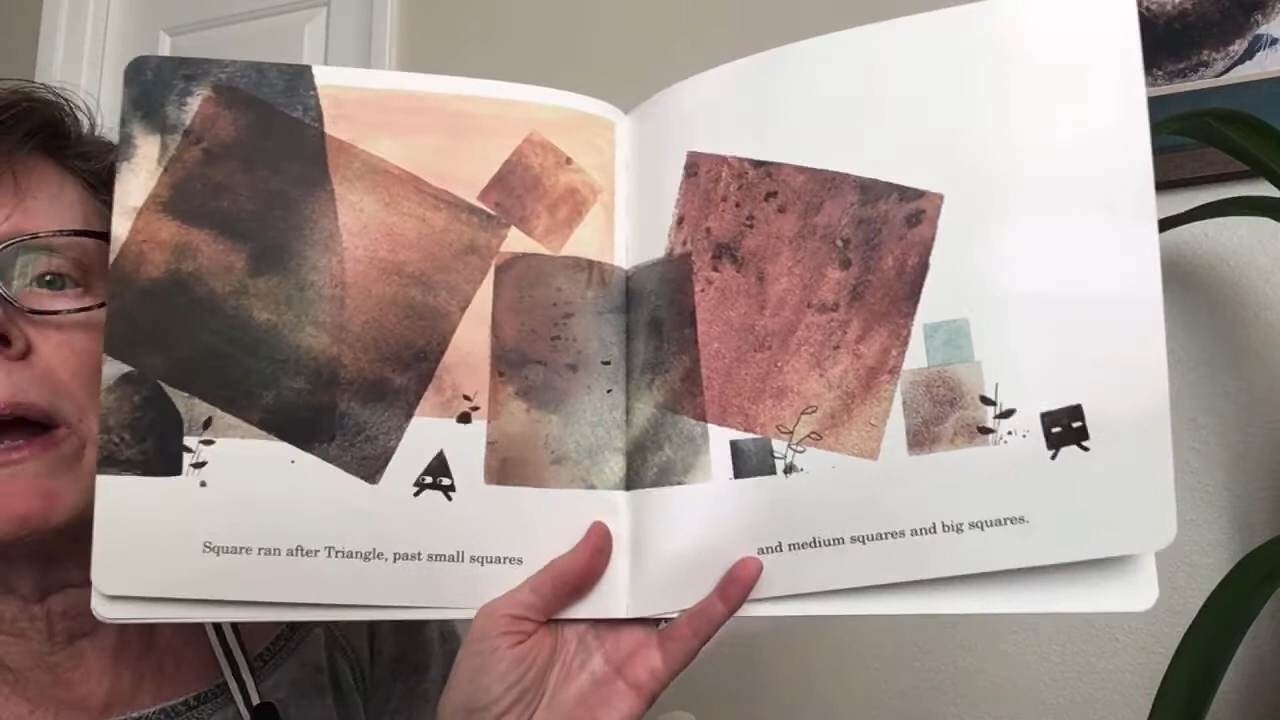 Square ran after Triangle, past small squares
and medium squares and big squares.